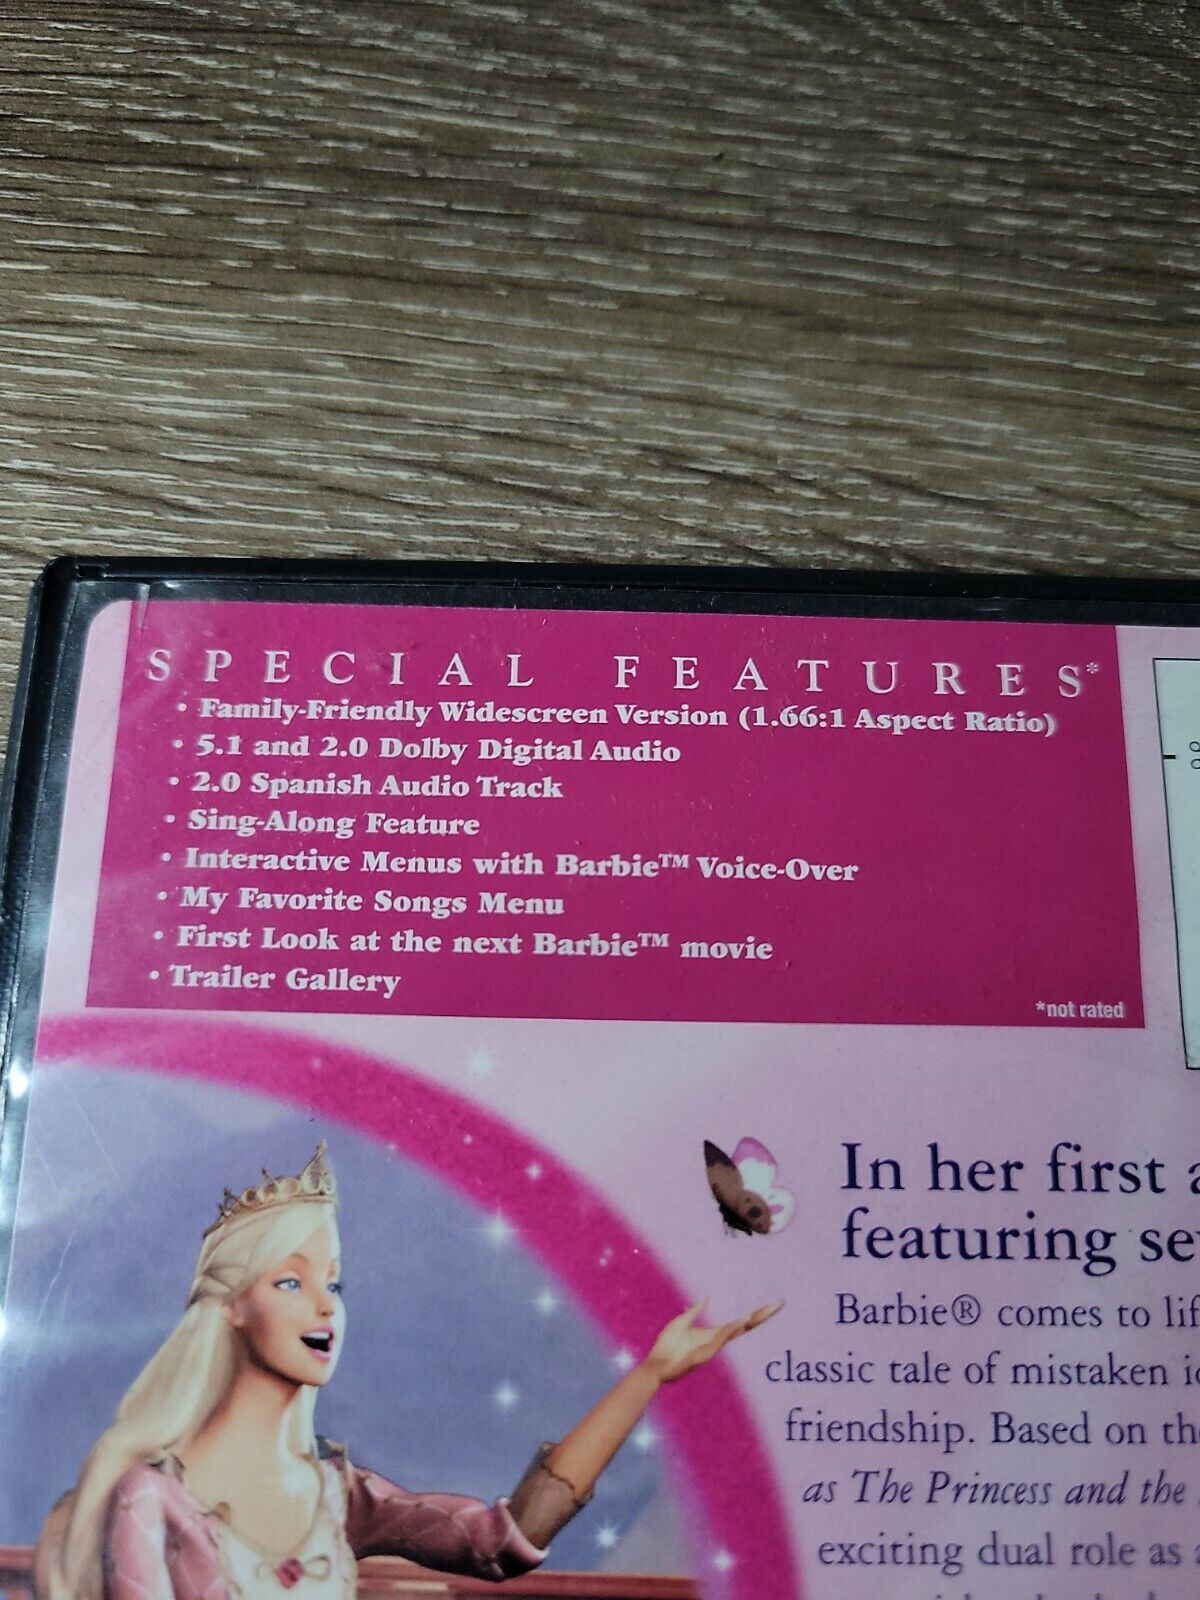 SPECIAL FEATURES*
• Family-Friendly Widescreen Version (1.66:1 Aspect Ratio)
• 5.1 and 2.0 Dolby Digital Audio
• 2.0 Spanish Audio Track
• Sing-Along Feature
• Interactive Menus with Barbie™ Voice-Over
• My Favorite Songs Menu
• First Look at the next Barbie™ movie
• Trailer Gallery
*not rated
In her first
featuring
Barbie® comes to
classic tale of mistaken
friendship. Based on
as The Princess and the
exciting dual role as